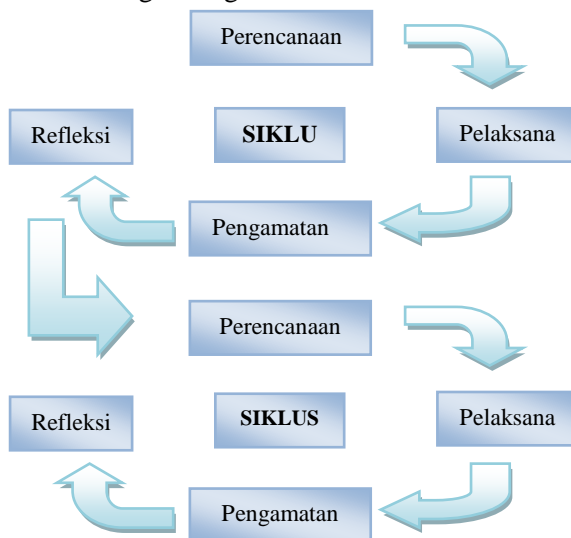 Perencanaan
Refleksi
SIKLU
Pelaksana
Pengamatan
Perencanaan
Refleksi
SIKLUS
Pelaksana
Pengamatan